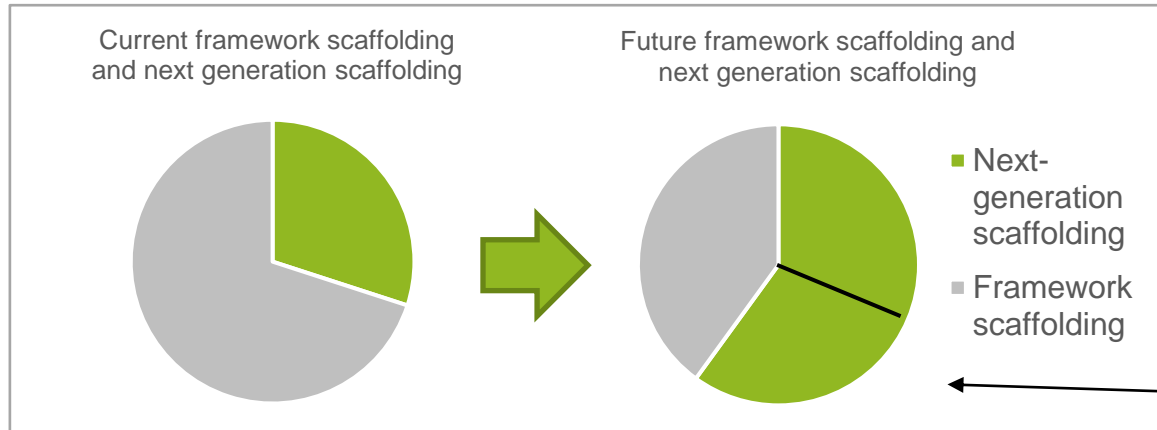 Current framework scaffolding
and next generation scaffolding
Future framework scaffolding and
next generation scaffolding
Next-
generation
scaffolding
Framework
scaffolding